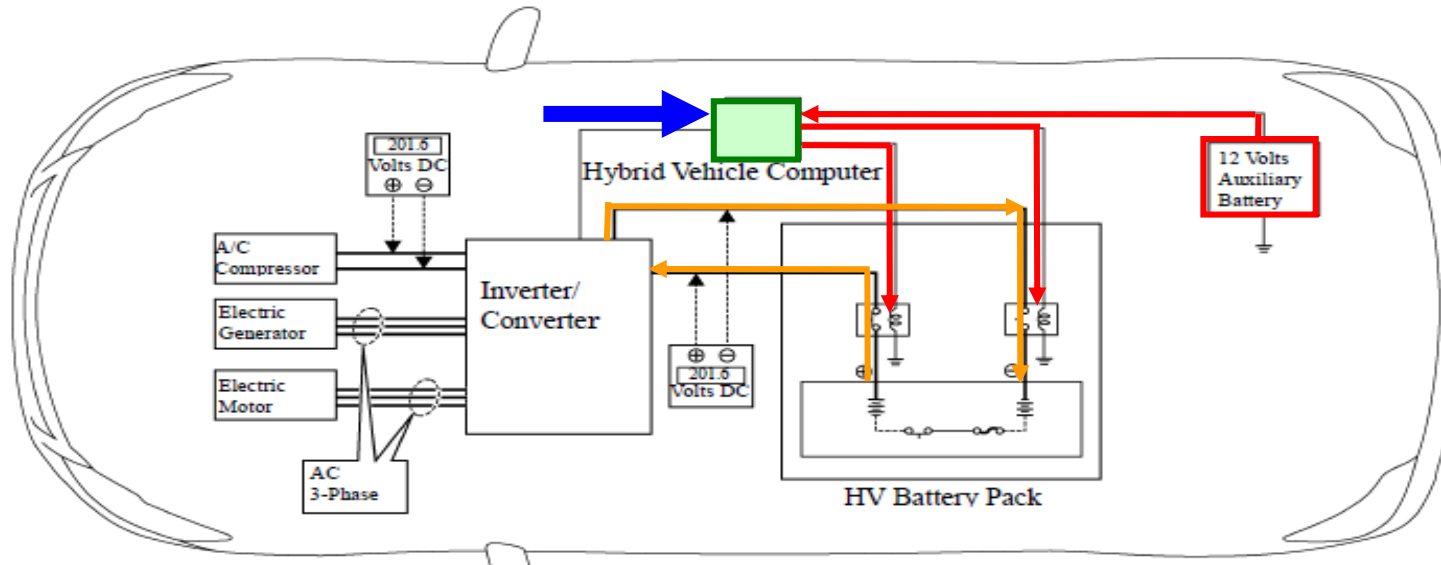 201.6
Volts DC
⊕ ⊖
Hybrid Vehicle Computer
12 Volts
Auxiliary
Battery
A/C
Compressor
Electric
Generator
Electric
Motor
Inverter/
Converter
AC
3-Phase
⊕ ⊖
201.6
Volts DC
⊕ ⊖
HV Battery Pack